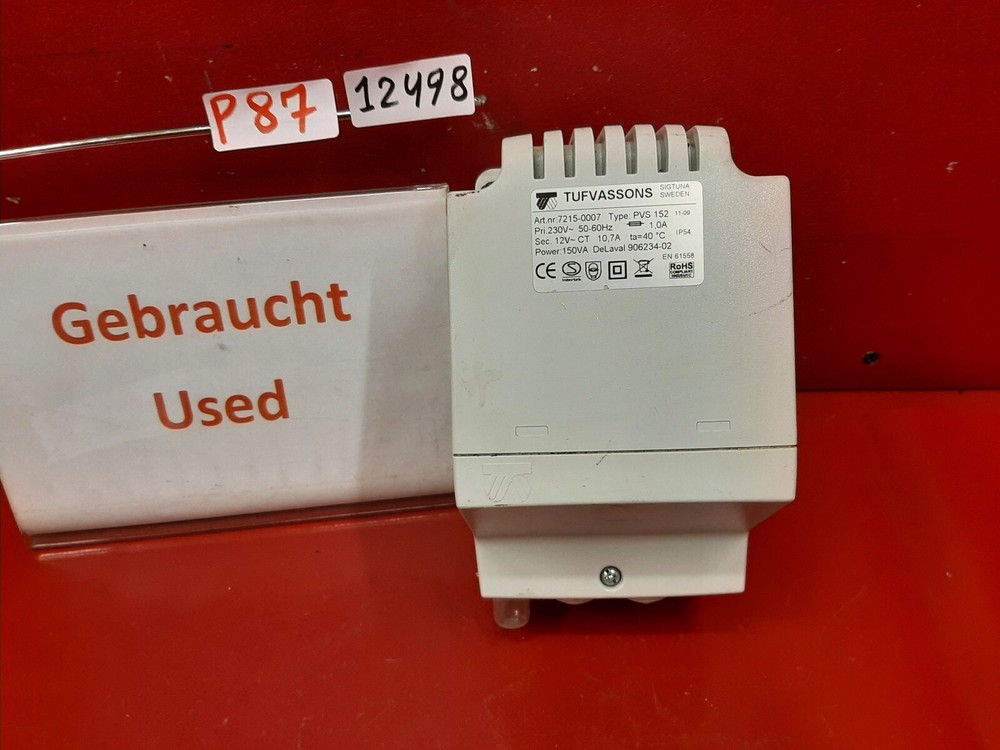 P87
12498
Gebraucht
Used
TUFVASSONS SIGTUNA SWEDEN
Art.nr:7215-0007 Type: PVS 152 11-09
Pri.230V~ 50-60Hz 1,0A
Sec. 12V~ CT 10,7A ta=40 °C IP54
Power:150VA DeLaval 906234-02
EN 61558
CE S RoHS
COMPLIANT